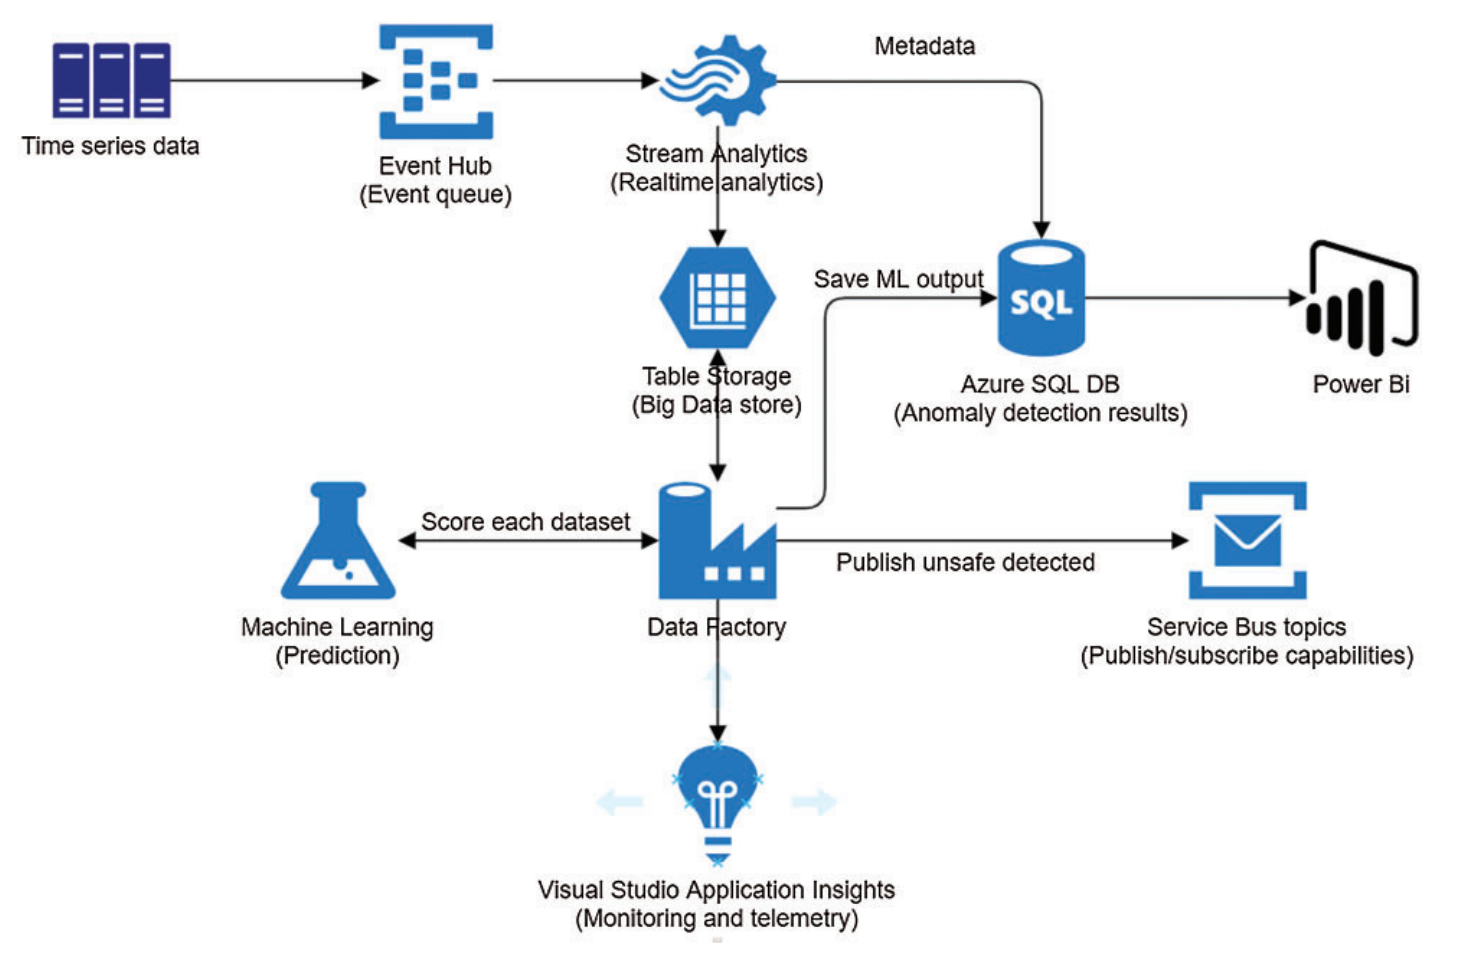 Metadata
Time series data
Event Hub
(Event queue)
Stream Analytics
(Realtime analytics)
Save ML output
SQL
Table Storage
(Big Data store)
Azure SQL DB
(Anomaly detection results)
Power Bi
Score each dataset
Publish unsafe detected
Machine Learning
(Prediction)
Data Factory
Service Bus topics
(Publish/subscribe capabilities)
Visual Studio Application Insights
(Monitoring and telemetry)